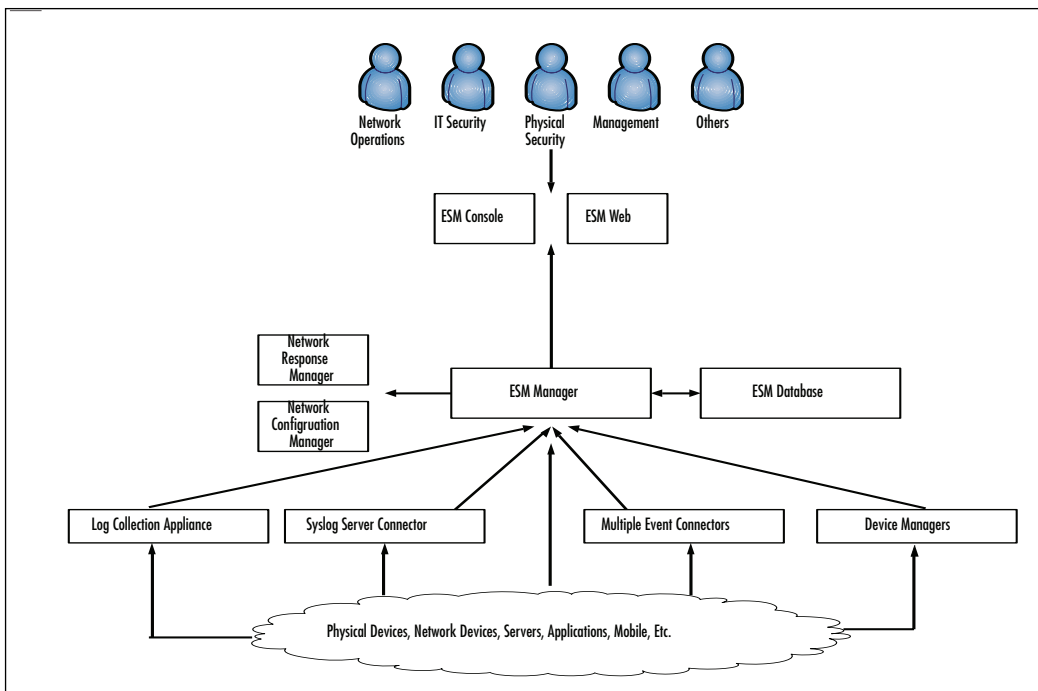 Network
Operations
IT Security
Physical
Security
Management
Others
ESM Console
ESM Web
Network
Response
Manager
ESM Manager
ESM Database
Network
Configruation
Manager
Log Collection Appliance
Syslog Server Connector
Multiple Event Connectors
Device Managers
Physical Devices, Network Devices, Servers, Applications, Mobile, Etc.